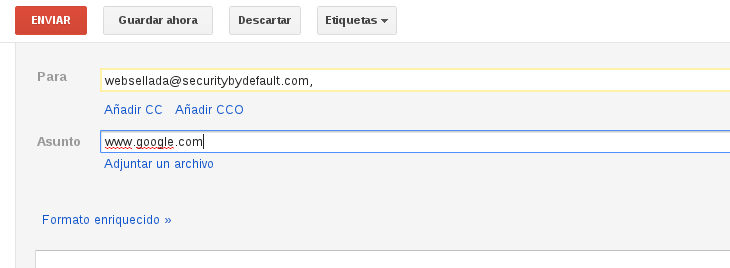 ENVIAR Guardar ahora Descartar Etiquetas
Para websellada@securitybydefault.com,
Añadir CC Añadir CCO
Asunto www.google.com
Adjuntar un archivo
Formato enriquecido »